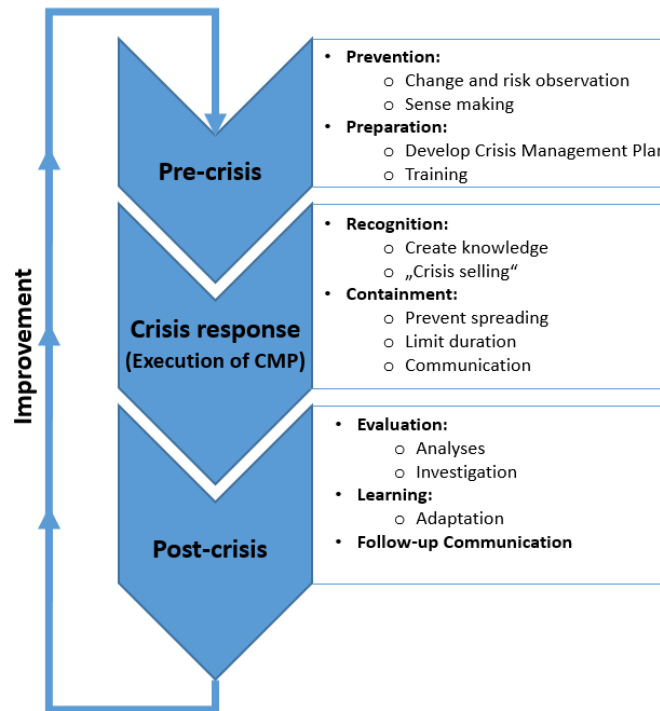 Improvement
Pre-crisis
• Prevention:
o Change and risk observation
o Sense making
• Preparation:
o Develop Crisis Management Plan
o Training
Crisis response
(Execution of CMP)
• Recognition:
o Create knowledge
o „Crisis selling“
• Containment:
o Prevent spreading
o Limit duration
o Communication
Post-crisis
• Evaluation:
o Analyses
o Investigation
• Learning:
o Adaptation
• Follow-up Communication